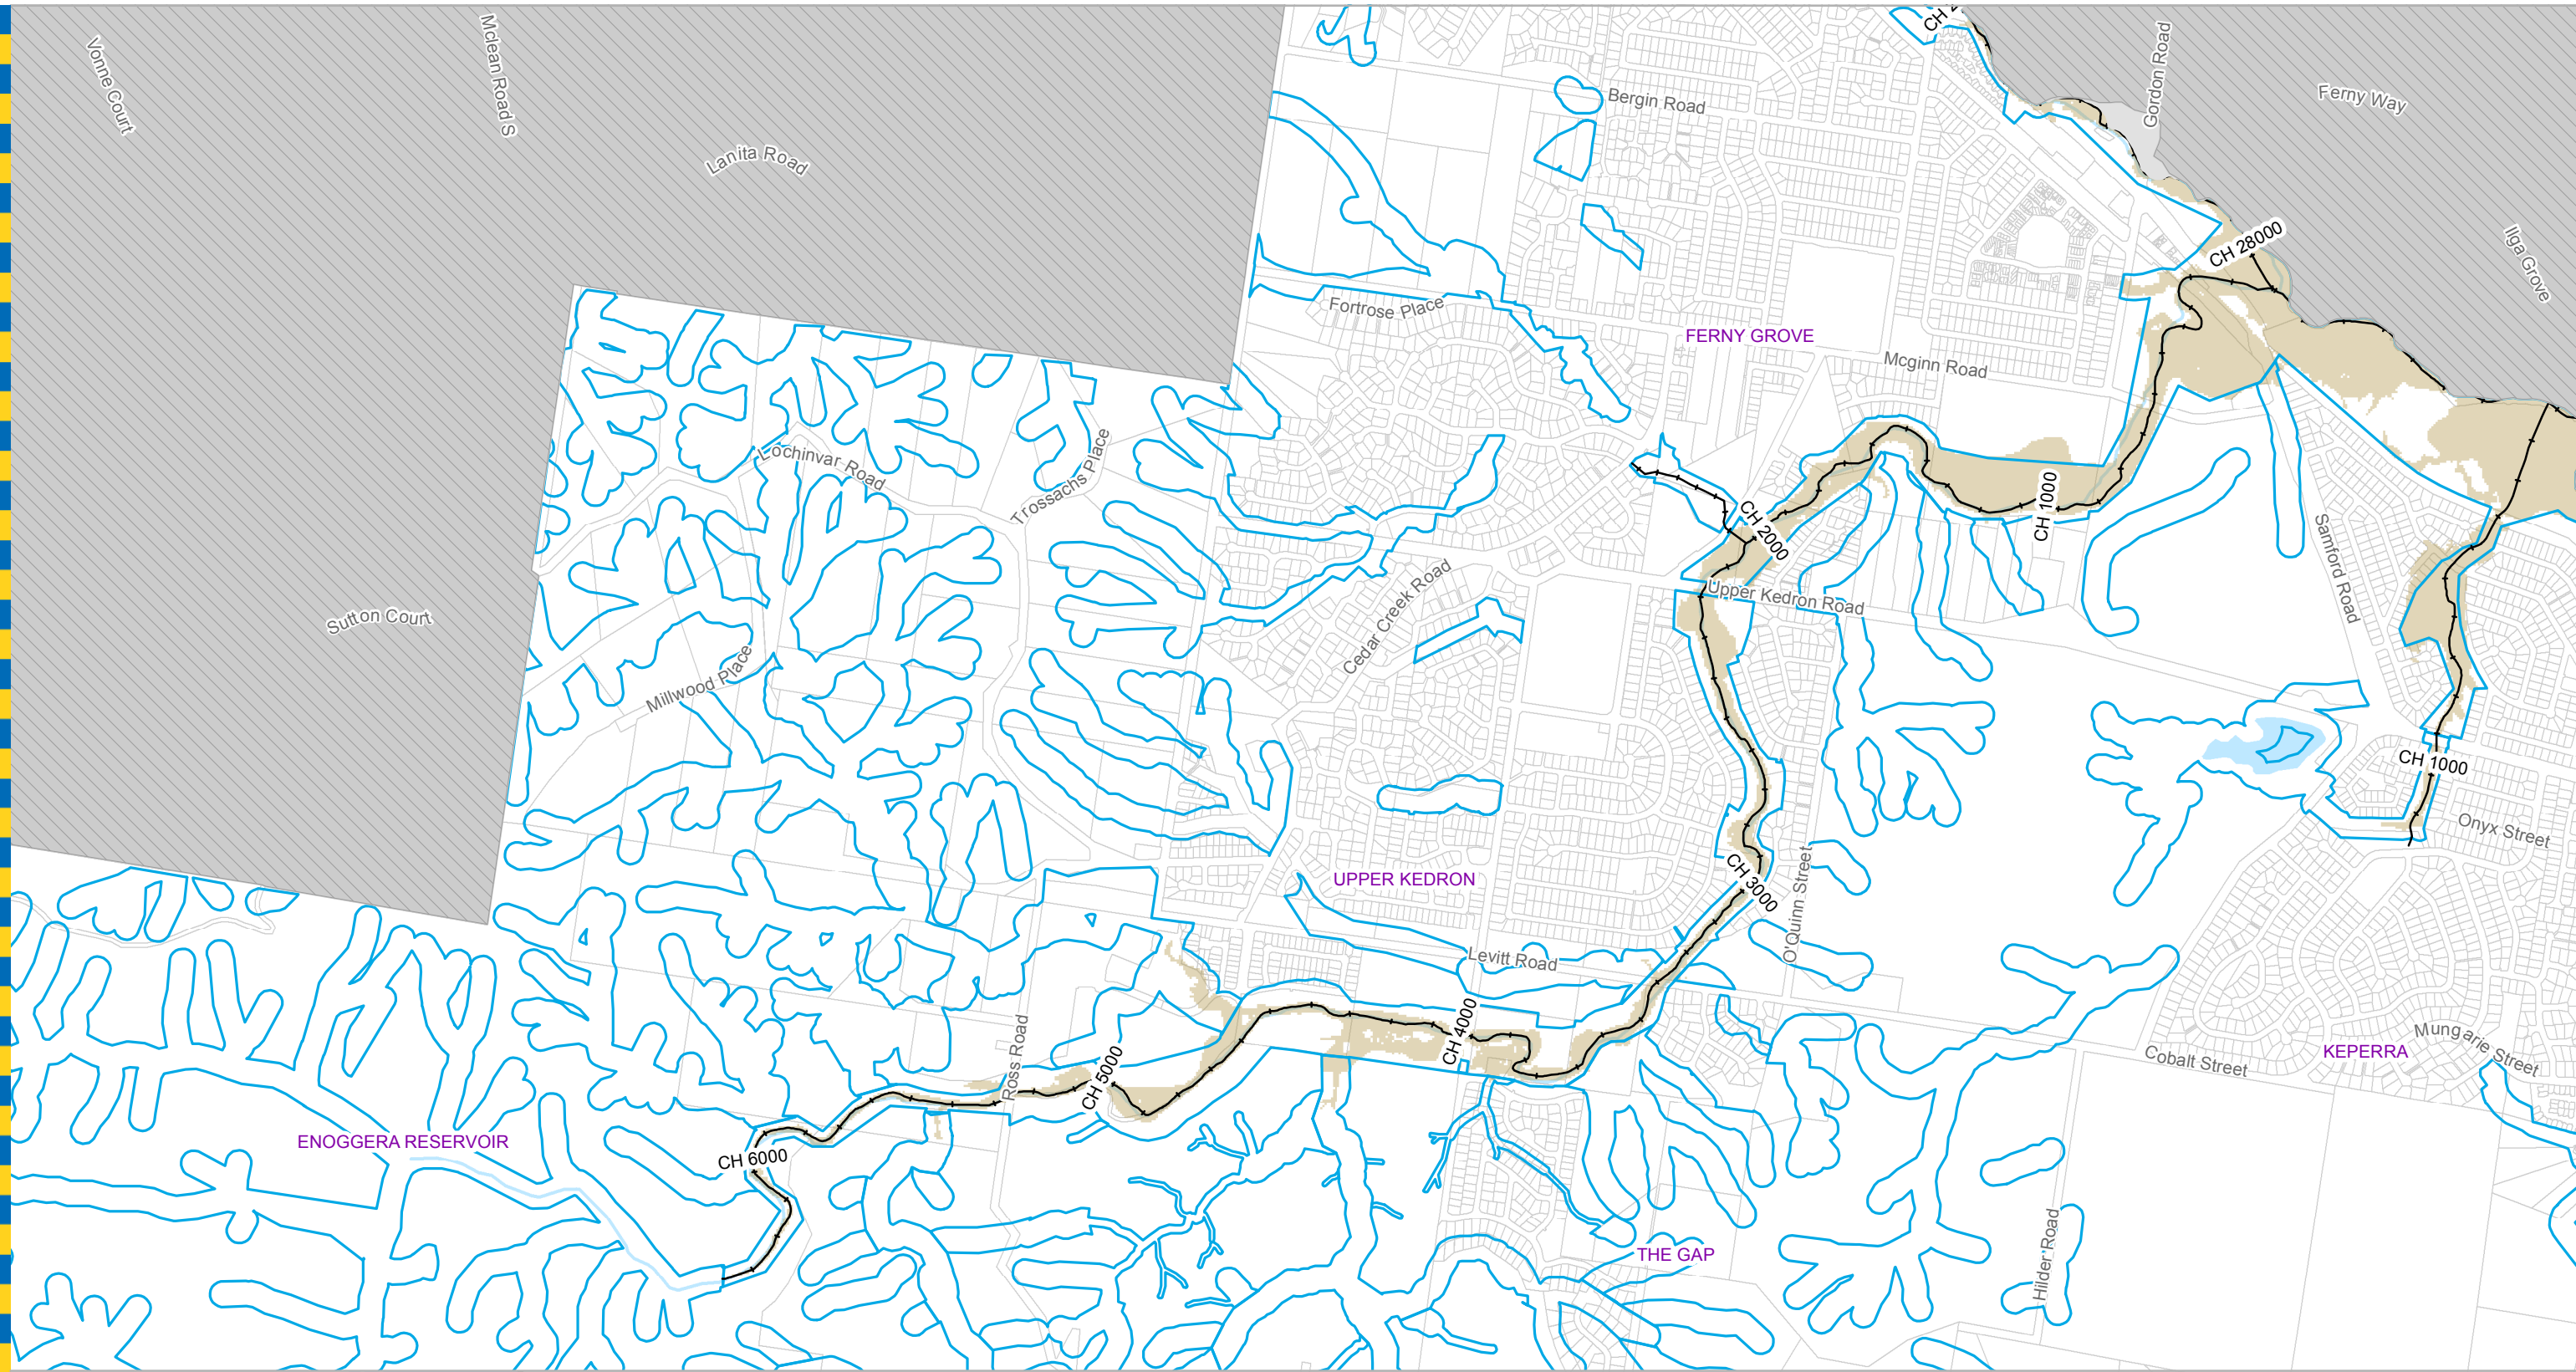 CH 2
Vonne Court
Mclean Road S
Gordon Road
Ferny Way
Bergin Road
Lanita Road
CH 28000
Ilga Grove
Fortrose Place
FERNY GROVE
Mcginn Road
Lochinvar Road
Trossachs Place
CH 2000
CH 1000
Samford Road
Cedar Creek Road
Upper Kedron Road
Sutton Court
Millwood Place
CH 1000
Onyx Street
UPPER KEDRON
CH 3000
O'Quinn Street
Levitt Road
CH 4000
Ross Road
CH 5000
Mungarie Street
KEPERRA
Cobalt Street
ENOGGERA RESERVOIR
CH 6000
THE GAP
Hilder Road